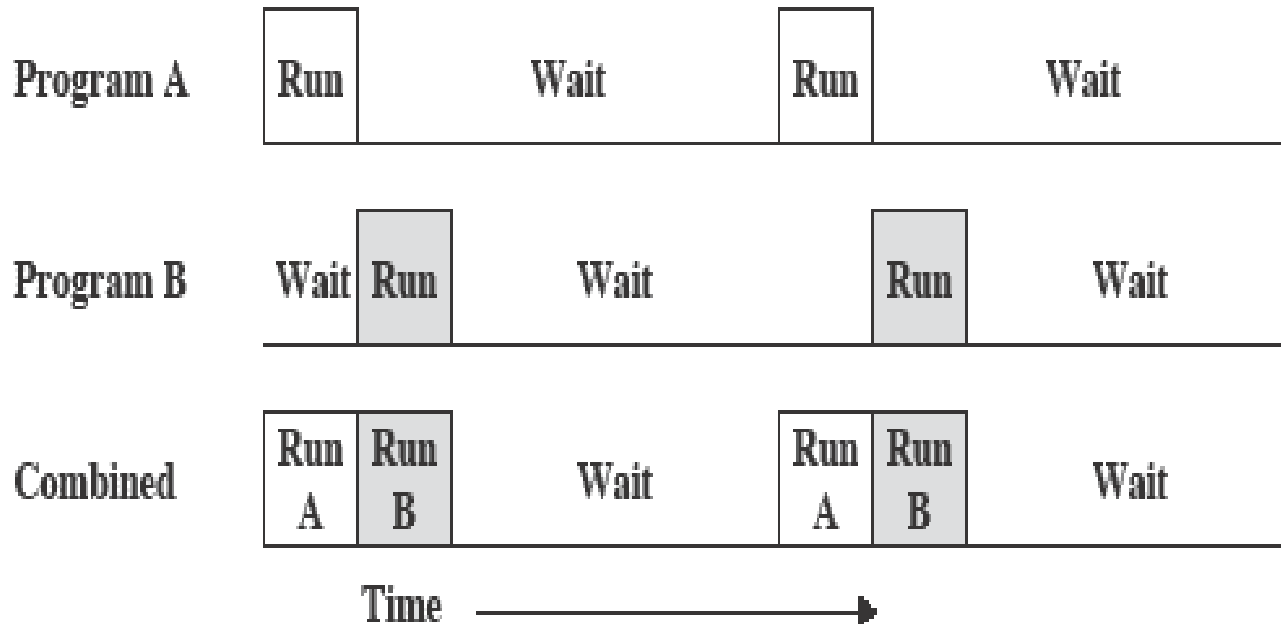 Program A Run Wait Run Wait
Program B Wait Run Wait Run Wait
Combined Run A Run B Wait Run A Run B Wait
Time